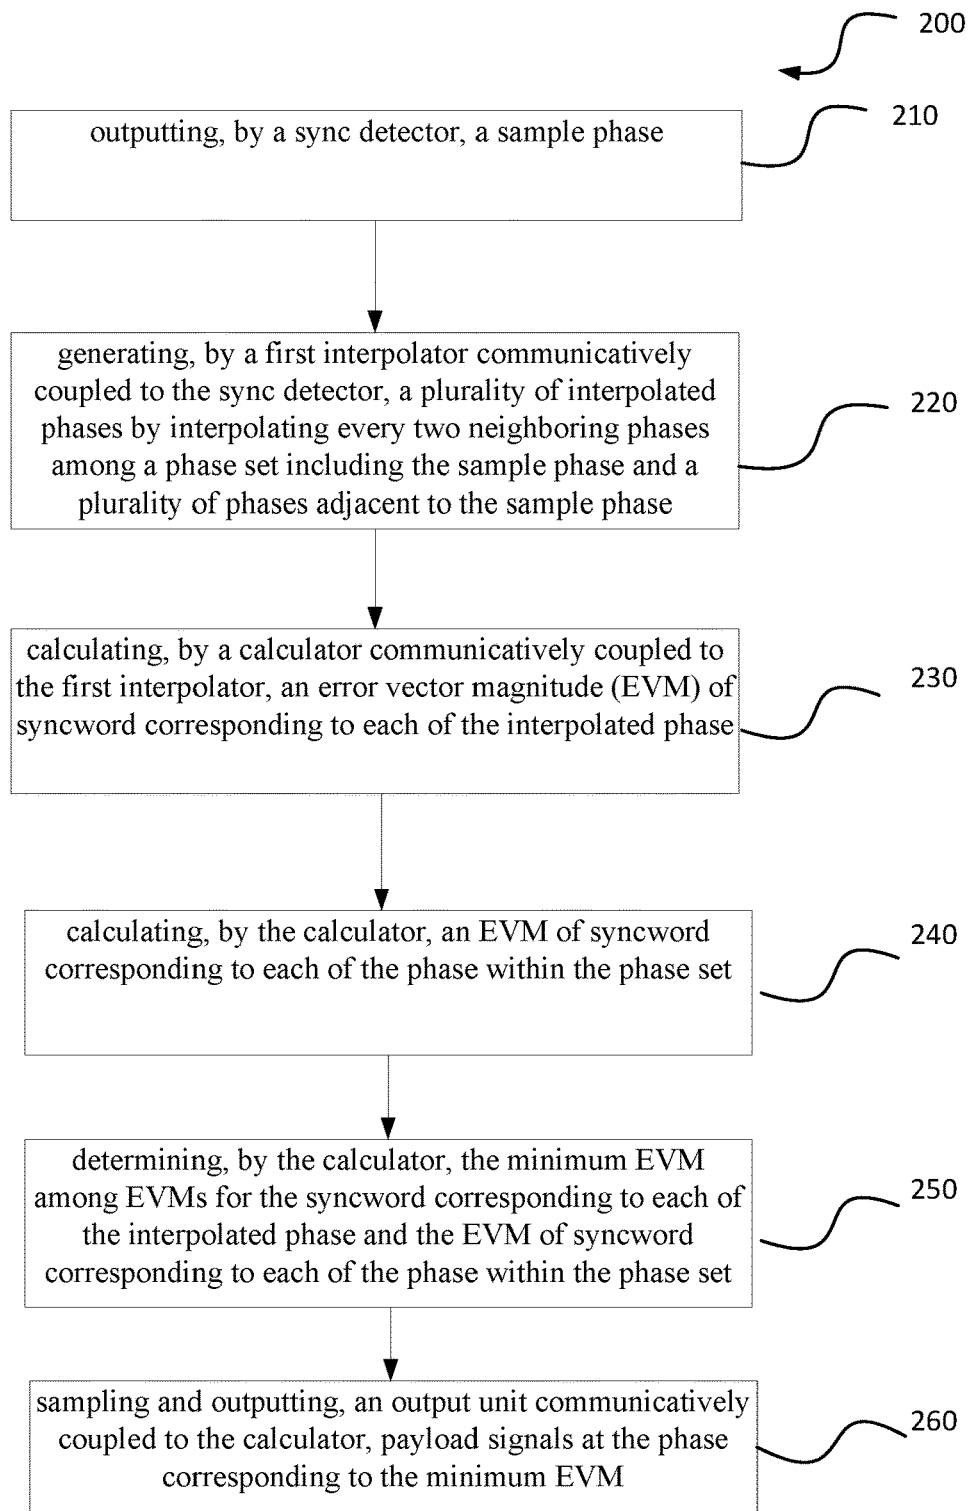 200
outputting, by a sync detector, a sample phase
210
generating, by a first interpolator communicatively
coupled to the sync detector, a plurality of interpolated
phases by interpolating every two neighboring phases
among a phase set including the sample phase and a
plurality of phases adjacent to the sample phase
220
calculating, by a calculator communicatively coupled to
the first interpolator, an error vector magnitude (EVM) of
syncword corresponding to each of the interpolated phase
230
calculating, by the calculator, an EVM of syncword
corresponding to each of the phase within the phase set
240
determining, by the calculator, the minimum EVM
among EVMs for the syncword corresponding to each of
the interpolated phase and the EVM of syncword
corresponding to each of the phase within the phase set
250
sampling and outputting, an output unit communicatively
coupled to the calculator, payload signals at the phase
corresponding to the minimum EVM
260